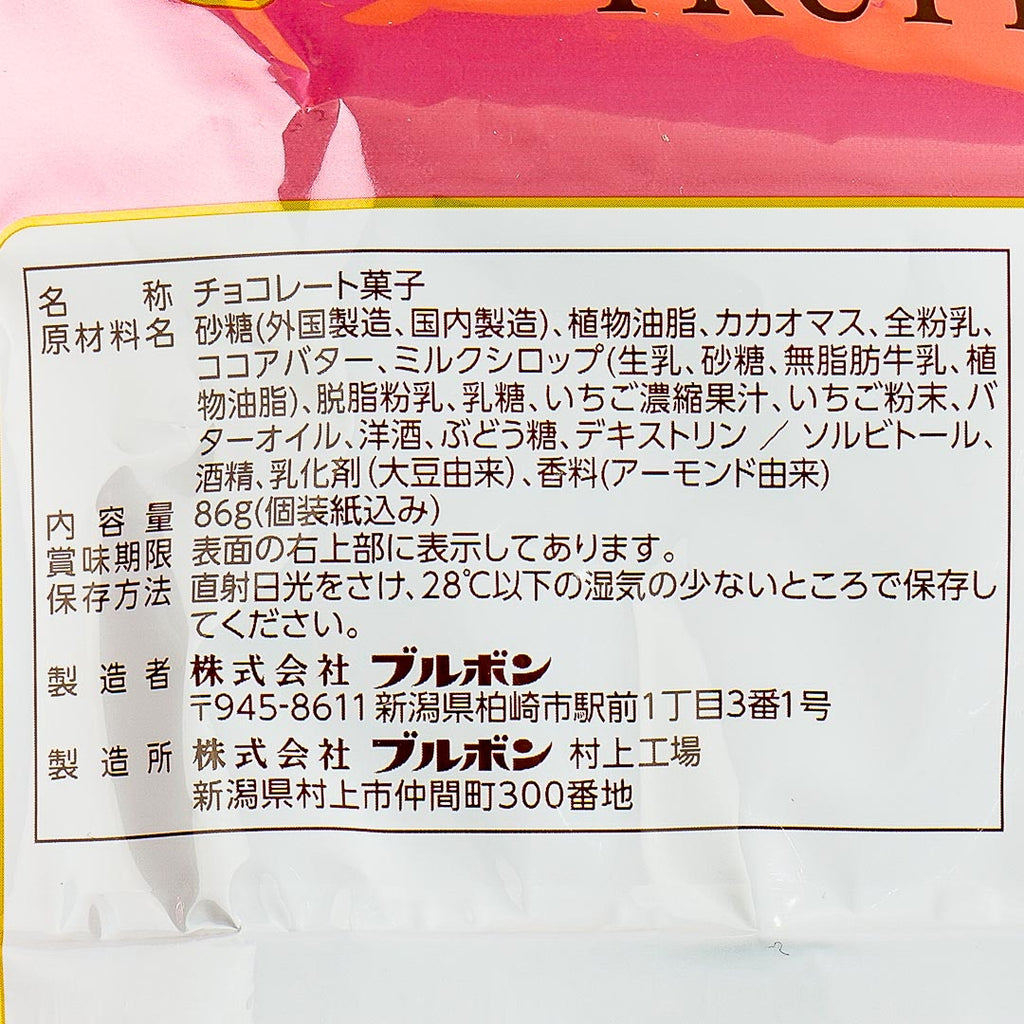 名称 チョコレート菓子
原材料名 砂糖(外国製造、国内製造)、植物油脂、カカオマス、全粉乳、
ココアバター、ミルクシロップ(生乳、砂糖、無脂肪牛乳、植
物油脂)、脱脂粉乳、乳糖、いちご濃縮果汁、いちご粉末、バ
ターオイル、洋酒、ぶどう糖、デキストリン / ソルビトール、
酒精、乳化剤(大豆由来)、香料(アーモンド由来)
内容量 86g(個装紙込み)
賞味期限 表面の右上部に表示してあります。
保存方法 直射日光をさけ、28℃以下の湿気の少ないところで保存し
てください。
製造者 株式会社 ブルボン
〒945-8611 新潟県柏崎市駅前1丁目3番1号
製造所 株式会社 ブルボン 村上工場
新潟県村上市仲間町300番地